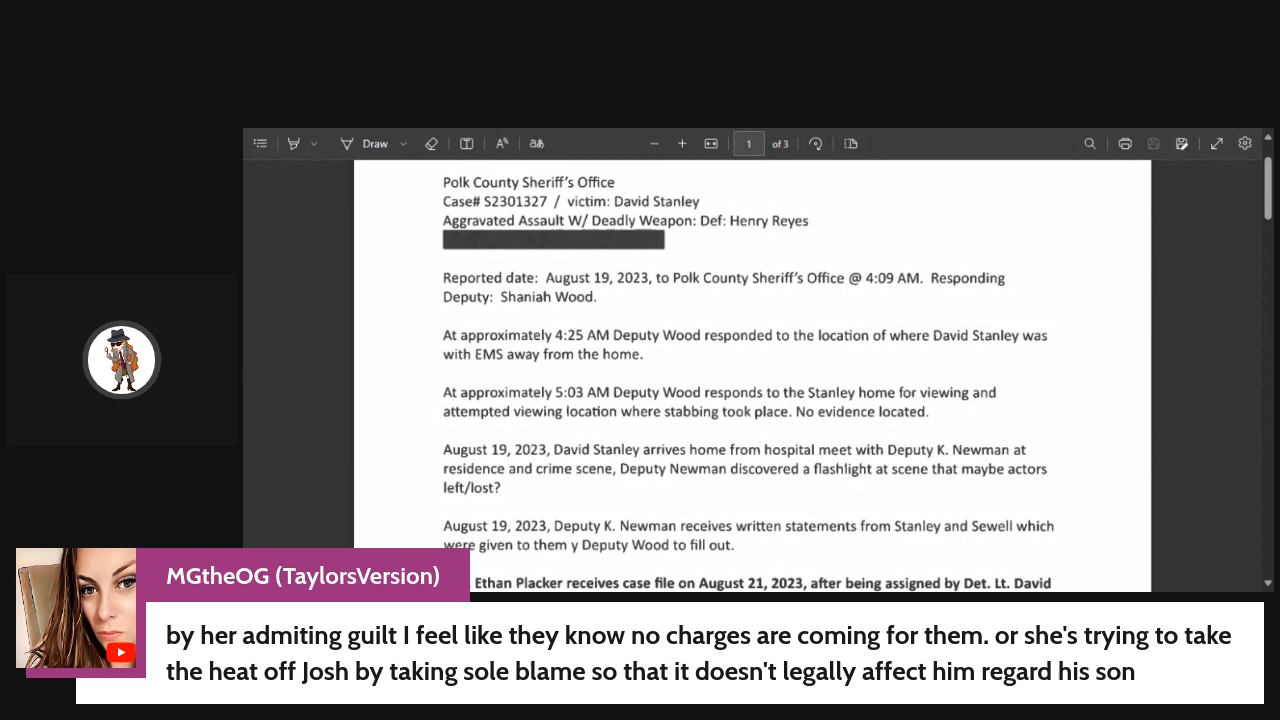 Draw
1
of 3
Polk County Sheriff's Office
Case# S2301327 / victim: David Stanley
Aggravated Assault W/ Deadly Weapon: Def: Henry Reyes
Reported date: August 19, 2023, to Polk County Sheriff's Office @ 4:09 AM. Responding
Deputy: Shaniah Wood.
At approximately 4:25 AM Deputy Wood responded to the location of where David Stanley was
with EMS away from the home.
At approximately 5:03 AM Deputy Wood responds to the Stanley home for viewing and
attempted viewing location where stabbing took place. No evidence located.
August 19, 2023, David Stanley arrives home from hospital meet with Deputy K. Newman at
residence and crime scene, Deputy Newman discovered a flashlight at scene that maybe actors
left/lost?
August 19, 2023, Deputy K. Newman receives written statements from Stanley and Sewell which
were given to them y Deputy Wood to fill out.
Ethan Placker receives case file on August 21, 2023, after being assigned by Det. Lt. David
MGtheOG (TaylorsVersion)
by her admiting guilt I feel like they know no charges are coming for them. or she's trying to take
the heat off Josh by taking sole blame so that it doesn't legally affect him regard his son